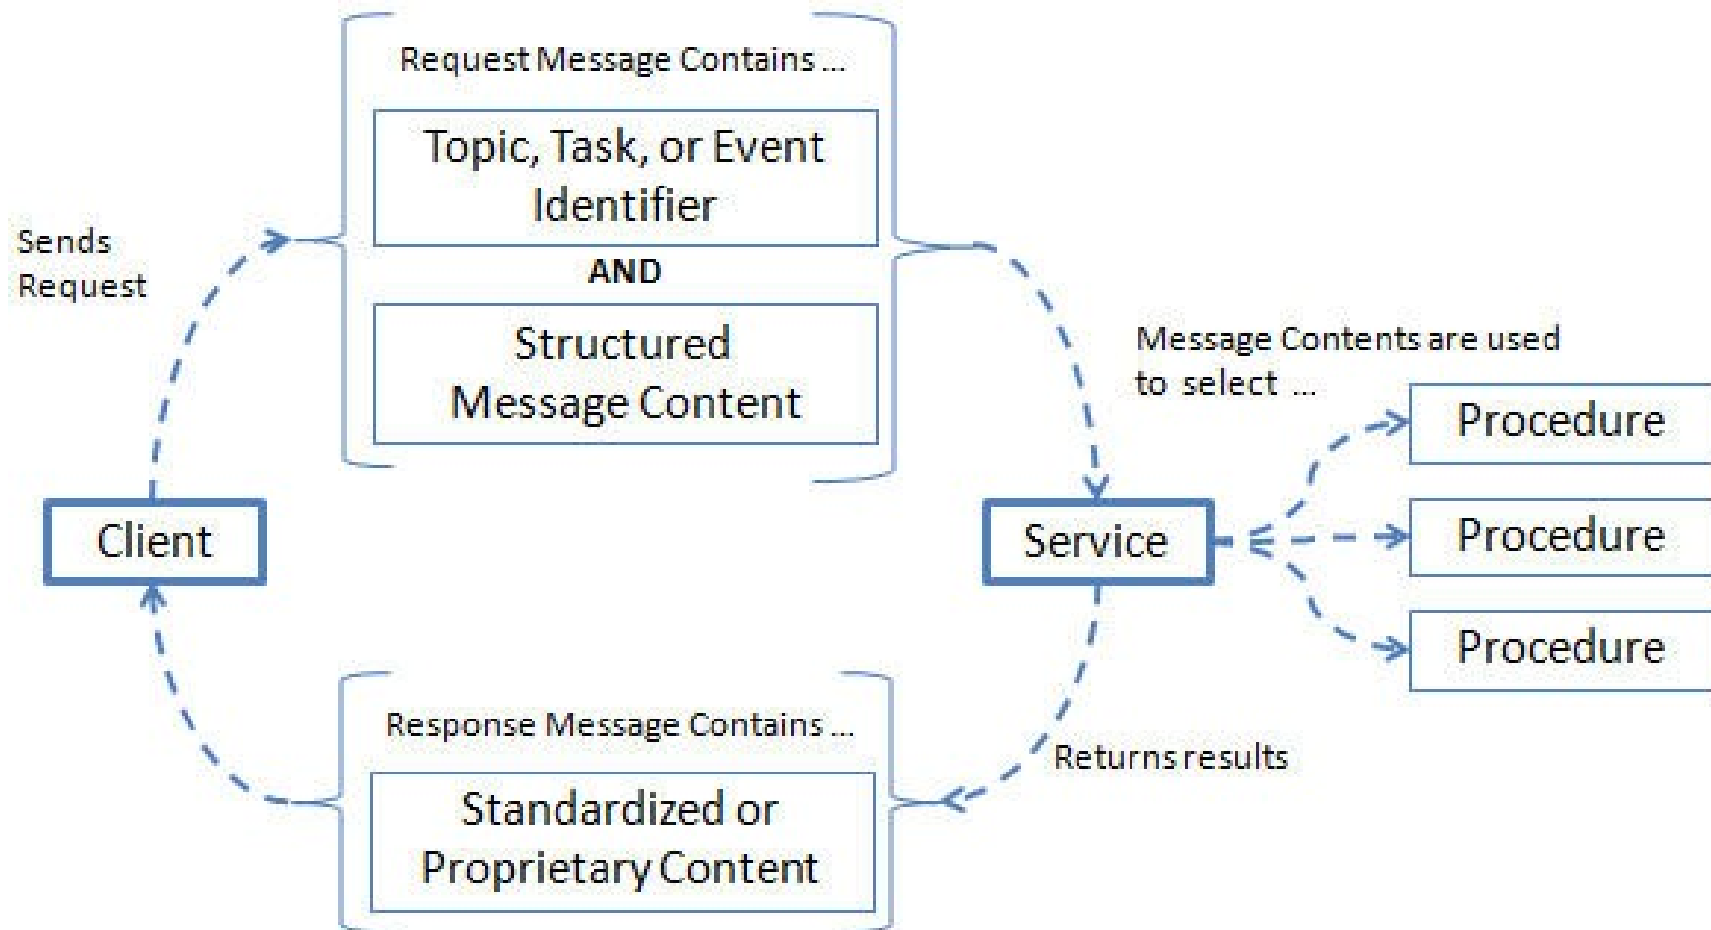 Request Message Contains ...
Topic, Task, or Event
Identifier
AND
Structured
Message Content
Sends
Request
Message Contents are used
to select ...
Procedure
Procedure
Procedure
Client
Service
Response Message Contains ...
Standardized or
Proprietary Content
Returns results